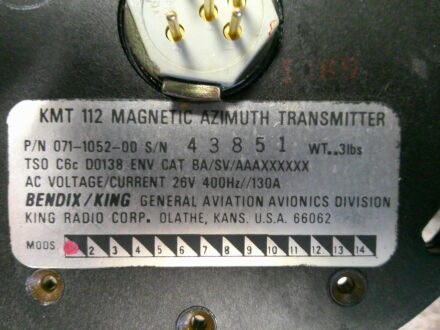 KMT 112 MAGNETIC AZIMUTH TRANSMITTER
P/N 071-1052-00 S/N 43851 WT..3lbs
TSO C6c DO138 ENV CAT BA/SV/AAAXXXXXX
AC VOLTAGE/CURRENT 26V 400Hz//130A
BENDIX/KING GENERAL AVIATION AVIONICS DIVISION
KING RADIO CORP. OLATHE, KANS. U.S.A. 66062
MODS 2 3 4 5 6 7 8 9 10 11 12 13 14